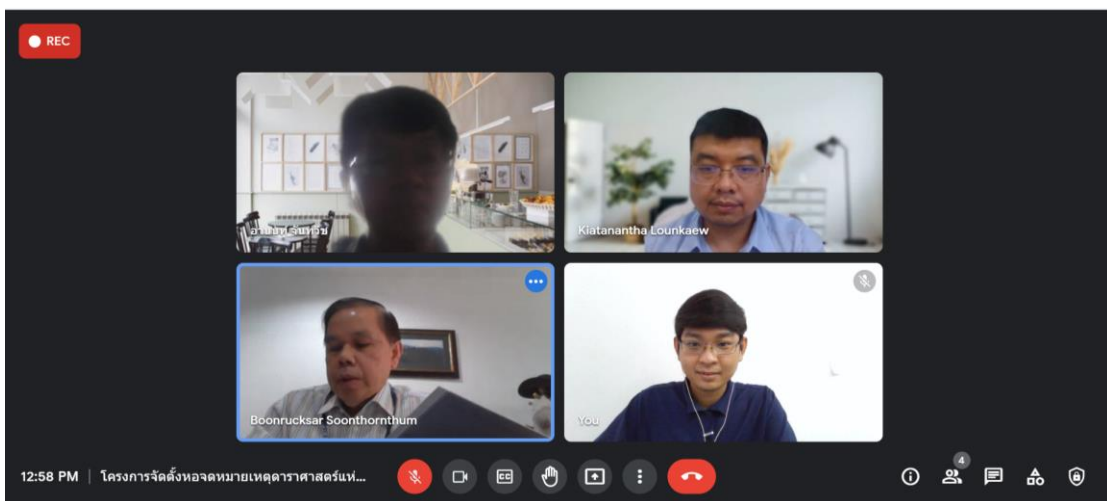 REC
Kiatanantha Lounkaew
Boonrucksar Soonthornthum
You
4
12:58 PM | โครงการจัดตั้งหอจดหมายเหตุดาราศาสตร์แห่...
CC